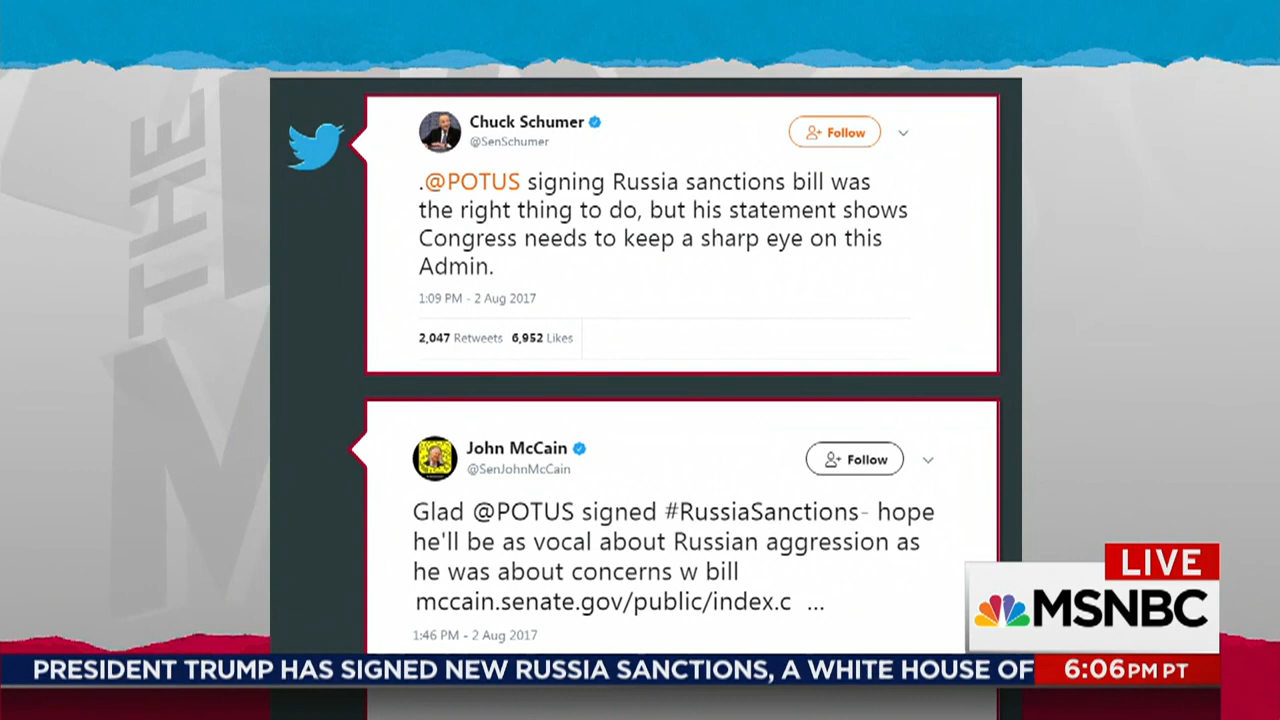 THE
Chuck Schumer
@SenSchumer
Follow
.@POTUS signing Russia sanctions bill was
the right thing to do, but his statement shows
Congress needs to keep a sharp eye on this
Admin.
1:09 PM - 2 Aug 2017
2,047 Retweets 6,952 Likes
John McCain
@SenJohnMcCain
Follow
Glad @POTUS signed #RussiaSanctions- hope
he'll be as vocal about Russian aggression as
he was about concerns w bill
mccain.senate.gov/public/index.c ...
1:46 PM - 2 Aug 2017
LIVE
MSNBC
PRESIDENT TRUMP HAS SIGNED NEW RUSSIA SANCTIONS, A WHITE HOUSE OF
6:06 PM PT